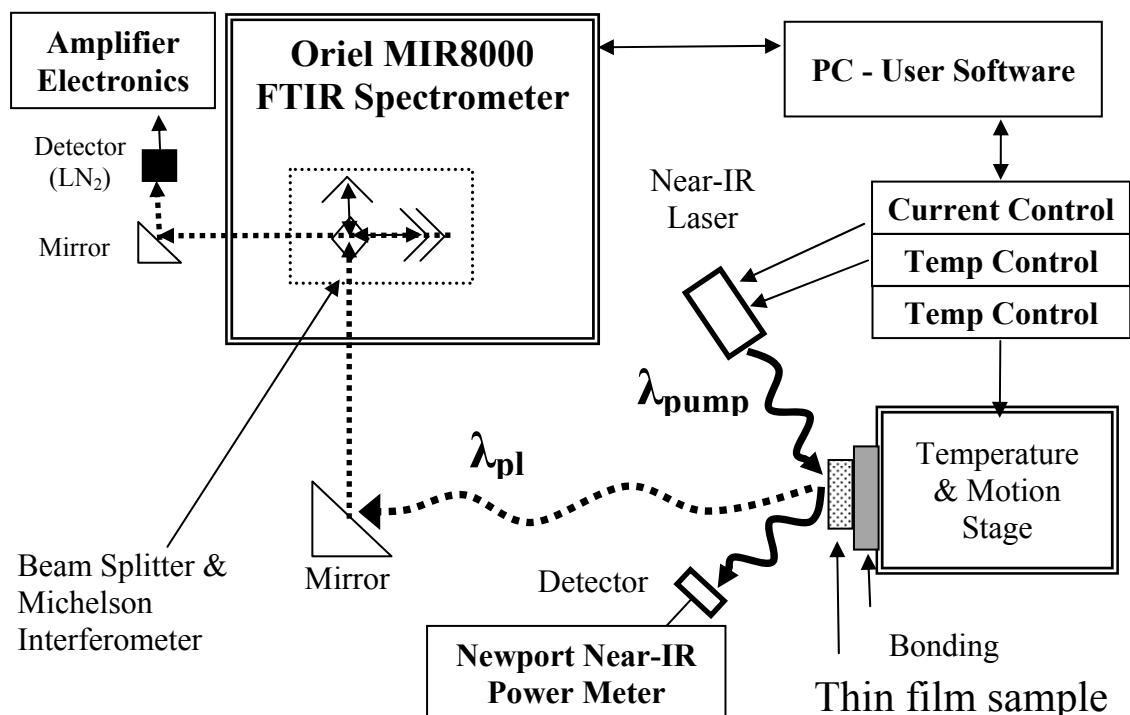 Amplifier
Electronics
Oriel MIR8000
FTIR Spectrometer
PC - User Software
Detector
(LN₂)
Mirror
Near-IR
Laser
Current Control
Temp Control
Temp Control
λpump
λpl
Temperature
& Motion
Stage
Beam Splitter &
Michelson
Interferometer
Mirror
Detector
Newport Near-IR
Power Meter
Bonding
Thin film sample